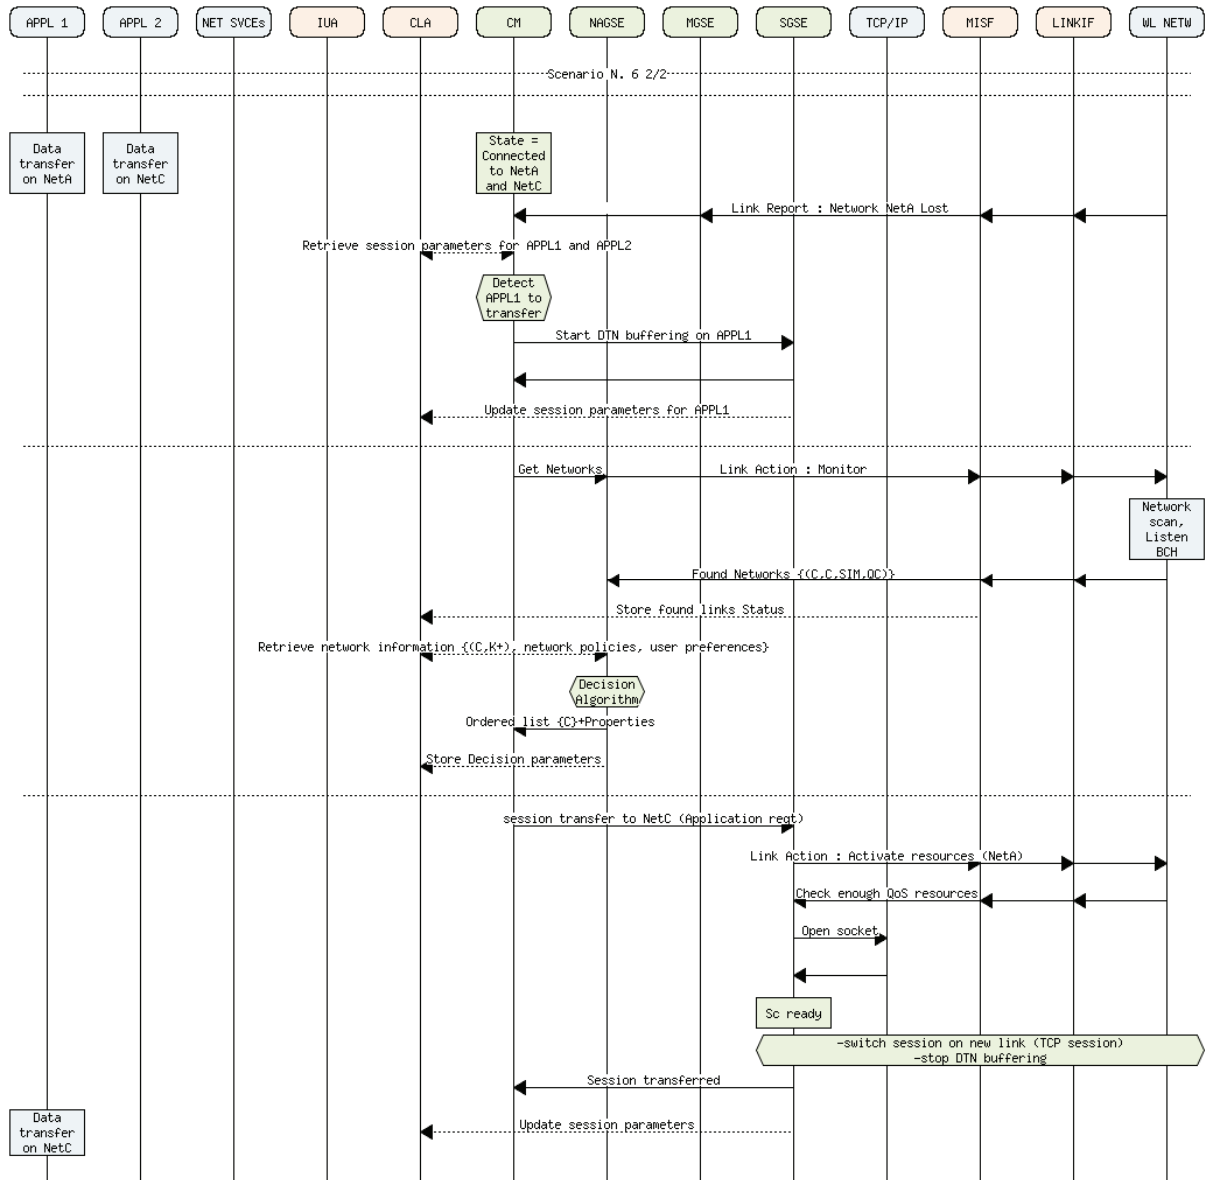 APPL 1
APPL 2
NET SVCEs
IUA
CLA
CM
NAGSE
MGSE
SGSE
TCP/IP
MISF
LINKIF
WL NETW
Scenario N. 6 2/2
Data
transfer
on NetA
Data
transfer
on NetC
State =
Connected
to NetA
and NetC
Link Report : Network NetA Lost
Retrieve session parameters for APPL1 and APPL2
Detect
APPL1 to
transfer
Start DTN buffering on APPL1
Update session parameters for APPL1
Get Networks
Link Action : Monitor
Network
scan,
Listen
BCH
Found Networks {(C,C,SIM,QC)}
Store found links Status
Retrieve network information {(C,K+), network policies, user preferences}
Decision
Algorithm
Ordered list {C}+Properties
Store Decision parameters
session transfer to NetC (Application reqt)
Link Action : Activate resources (NetA)
Check enough QoS resources
Open socket
Sc ready
-switch session on new link (TCP session)
-stop DTN buffering
Session transferred
Data
transfer
on NetC
Update session parameters